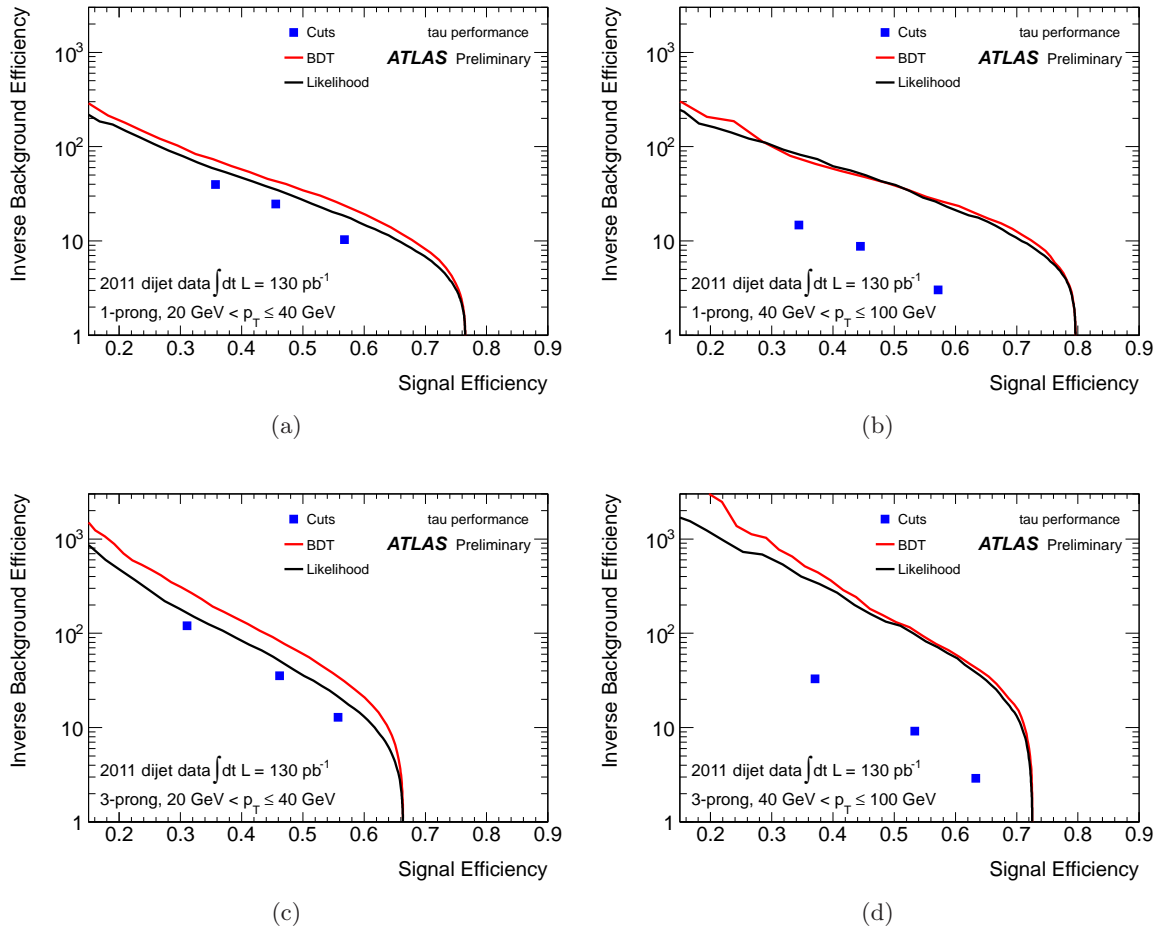 Inverse Background Efficiency
10³
10²
10
1
Cuts
BDT
Likelihood
tau performance
ATLAS Preliminary
2011 dijet data ∫dt L = 130 pb⁻¹
1-prong, 20 GeV < p_T ≤ 40 GeV
0.2 0.3 0.4 0.5 0.6 0.7 0.8 0.9
Signal Efficiency
(a)
Inverse Background Efficiency
10³
10²
10
1
Cuts
BDT
Likelihood
tau performance
ATLAS Preliminary
2011 dijet data ∫dt L = 130 pb⁻¹
1-prong, 40 GeV < p_T ≤ 100 GeV
0.2 0.3 0.4 0.5 0.6 0.7 0.8 0.9
Signal Efficiency
(b)
Inverse Background Efficiency
10³
10²
10
1
Cuts
BDT
Likelihood
tau performance
ATLAS Preliminary
2011 dijet data ∫dt L = 130 pb⁻¹
3-prong, 20 GeV < p_T ≤ 40 GeV
0.2 0.3 0.4 0.5 0.6 0.7 0.8 0.9
Signal Efficiency
(c)
Inverse Background Efficiency
10³
10²
10
1
Cuts
BDT
Likelihood
tau performance
ATLAS Preliminary
2011 dijet data ∫dt L = 130 pb⁻¹
3-prong, 40 GeV < p_T ≤ 100 GeV
0.2 0.3 0.4 0.5 0.6 0.7 0.8 0.9
Signal Efficiency
(d)